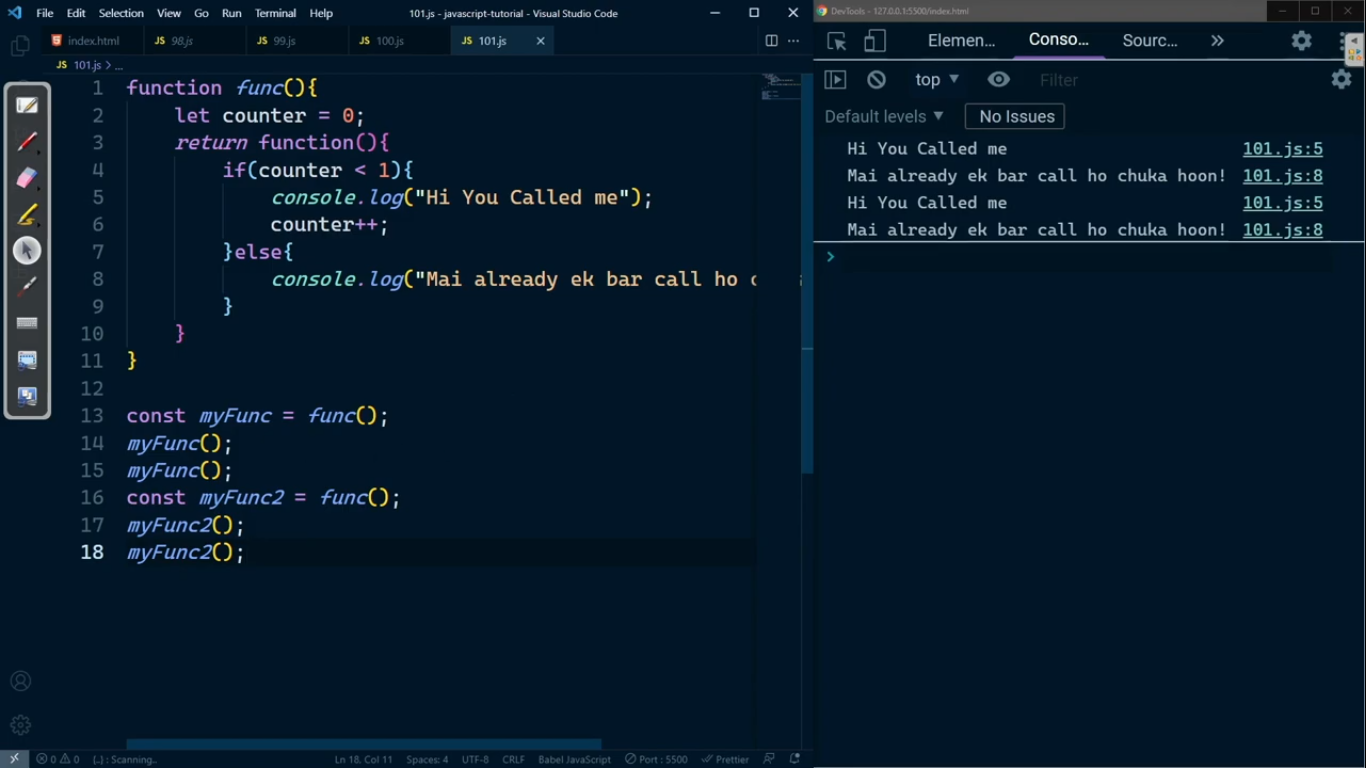 File Edit Selection View Go Run Terminal Help 101.js - javascript-tutorial - Visual Studio Code
index.html JS 98.js JS 99.js JS 100.js JS 101.js
JS 101.js > ...
1 function func(){
2 let counter = 0;
3 return function(){
4 if(counter < 1){
5 console.log("Hi You Called me");
6 counter++;
7 }else{
8 console.log("Mai already ek bar call ho
9 }
10 }
11 }
12
13 const myFunc = func();
14 myFunc();
15 myFunc();
16 const myFunc2 = func();
17 myFunc2();
18 myFunc2();
0 0 {..} : Scanning.. Ln 18, Col 11 Spaces: 4 UTF-8 CRLF Babel JavaScript Port : 5500 Prettier
DevTools - 127.0.0.1:5500/index.html
Elemen... Conso... Sourc... »
top Filter
Default levels No Issues
Hi You Called me 101.js:5
Mai already ek bar call ho chuka hoon! 101.js:8
Hi You Called me 101.js:5
Mai already ek bar call ho chuka hoon! 101.js:8
>